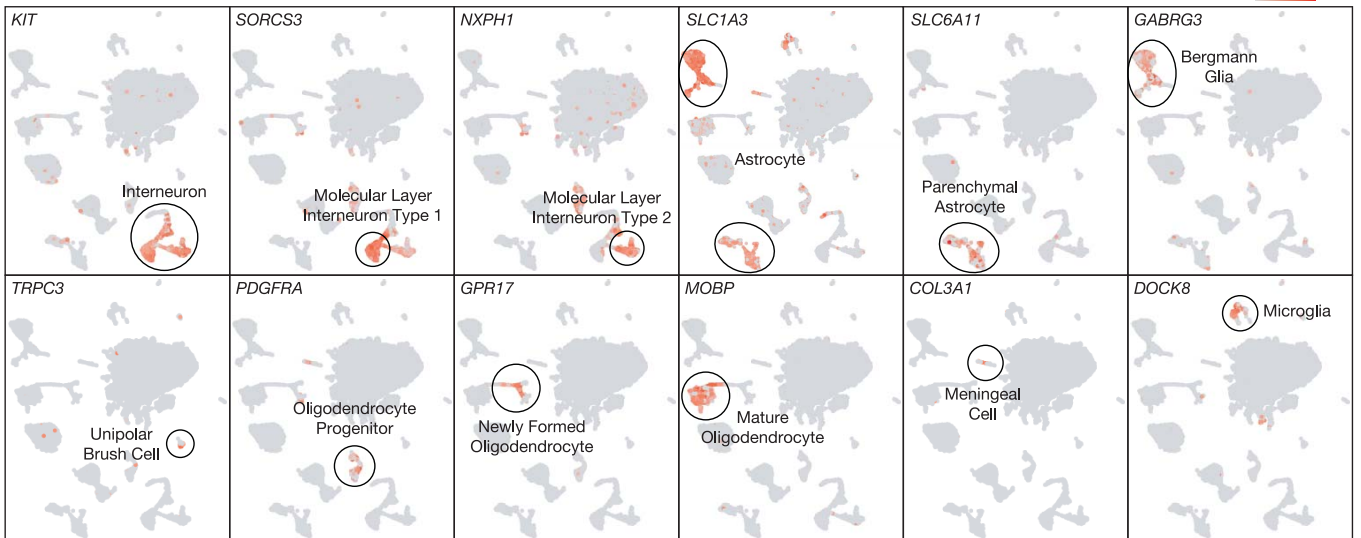 KIT
SORCS3
NXPH1
SLC1A3
SLC6A11
GABRG3
Interneuron
Molecular Layer
Interneuron Type 1
Molecular Layer
Interneuron Type 2
Astrocyte
Parenchymal
Astrocyte
Bergmann
Glia
TRPC3
PDGFRA
GPR17
MOBP
COL3A1
DOCK8
Unipolar
Brush Cell
Oligodendrocyte
Progenitor
Newly Formed
Oligodendrocyte
Mature
Oligodendrocyte
Meningeal
Cell
Microglia